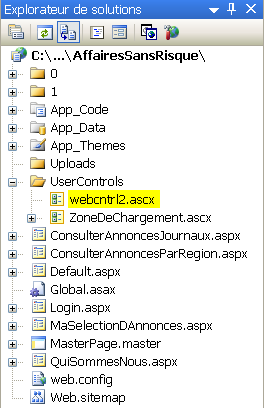 Explorateur de solutions
C:\...\AffairesSansRisque\
0
1
App_Code
App_Data
App_Themes
Uploads
UserControls
webcntrl2.ascx
ZoneDeChargement.ascx
ConsulterAnnoncesJournaux.aspx
ConsulterAnnoncesParRegion.aspx
Default.aspx
Global.asax
Login.aspx
MaSelectionDAnnonces.aspx
MasterPage.master
QuiSommesNous.aspx
web.config
Web.sitemap